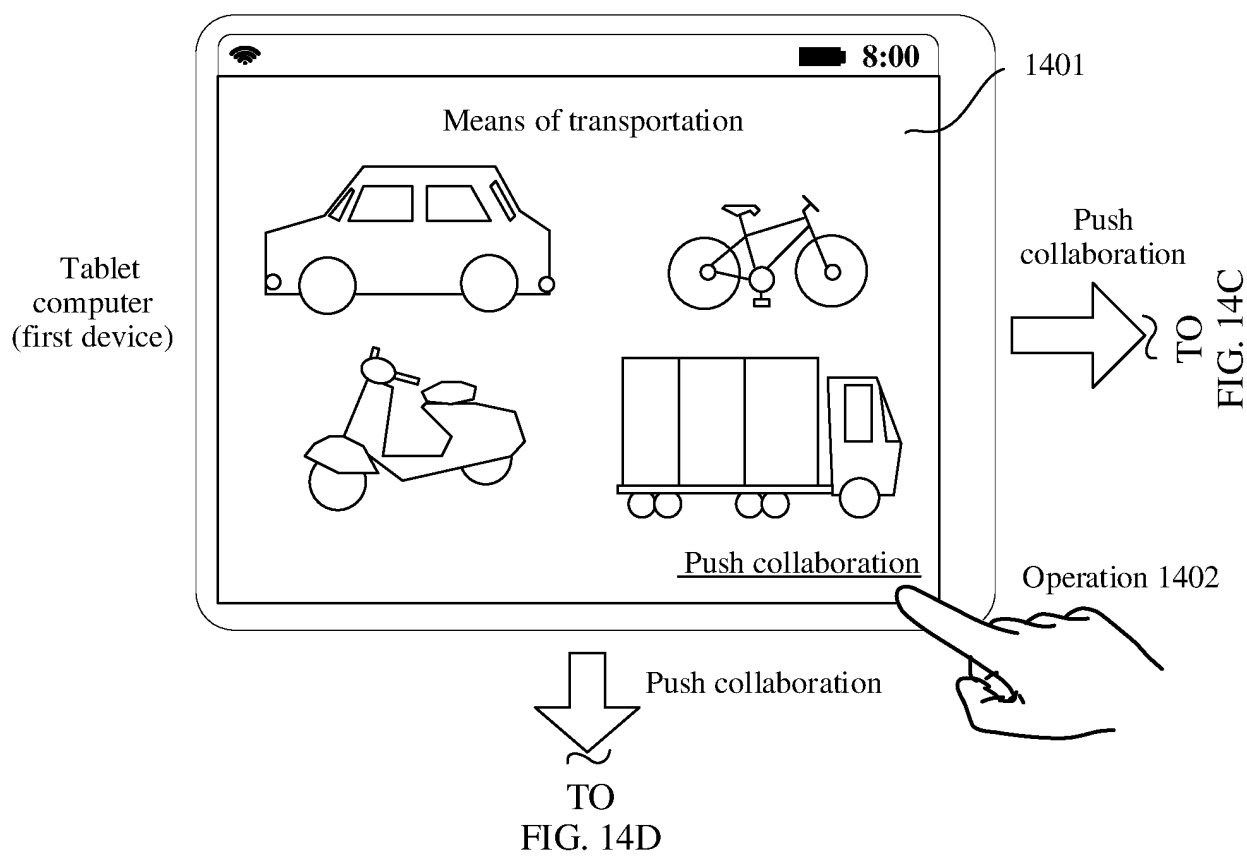 8:00
1401
Means of transportation
Tablet
computer
(first device)
Push
collaboration
TO
FIG. 14C
Push collaboration
Operation 1402
Push collaboration
TO
FIG. 14D